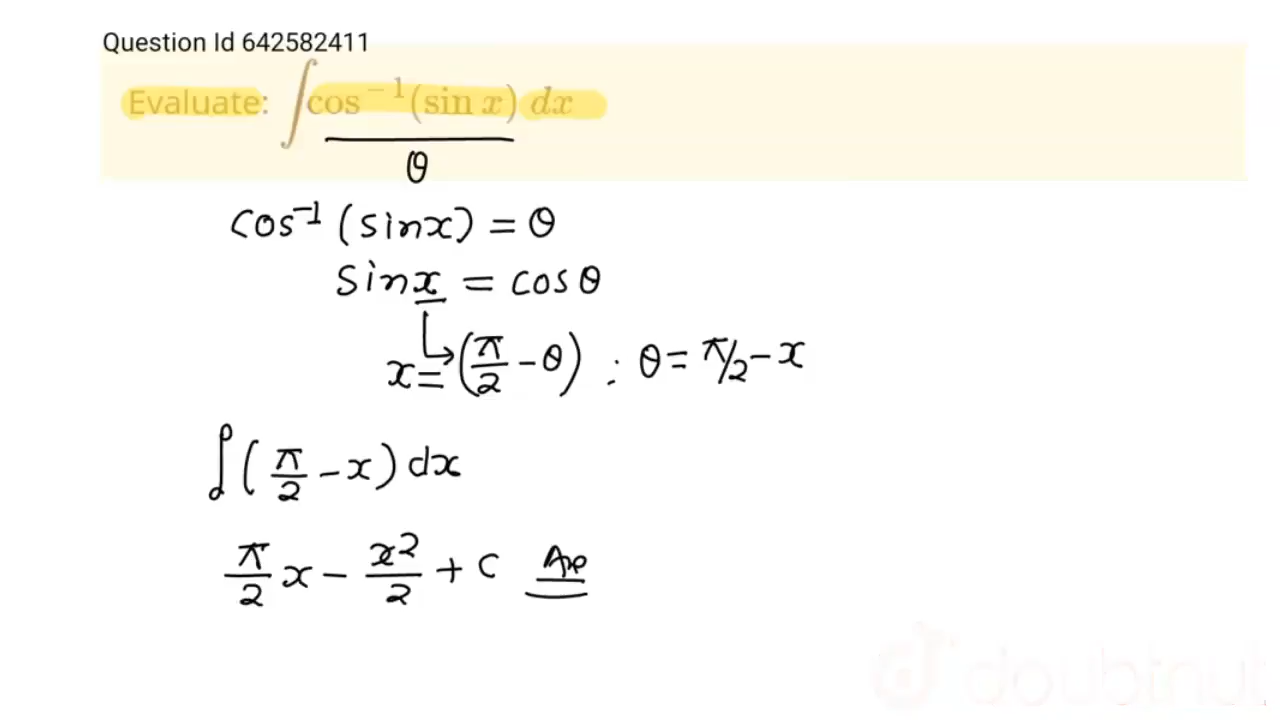 Question Id 642582411
Evaluate: ∫cos⁻¹(sin x) dx
θ
cos⁻¹(sinx) = θ
sinx = cosθ
x = (π/2 − θ) : θ = π/2 − x
∫(π/2 − x) dx
π/2 x − x²/2 + c
doubtnut